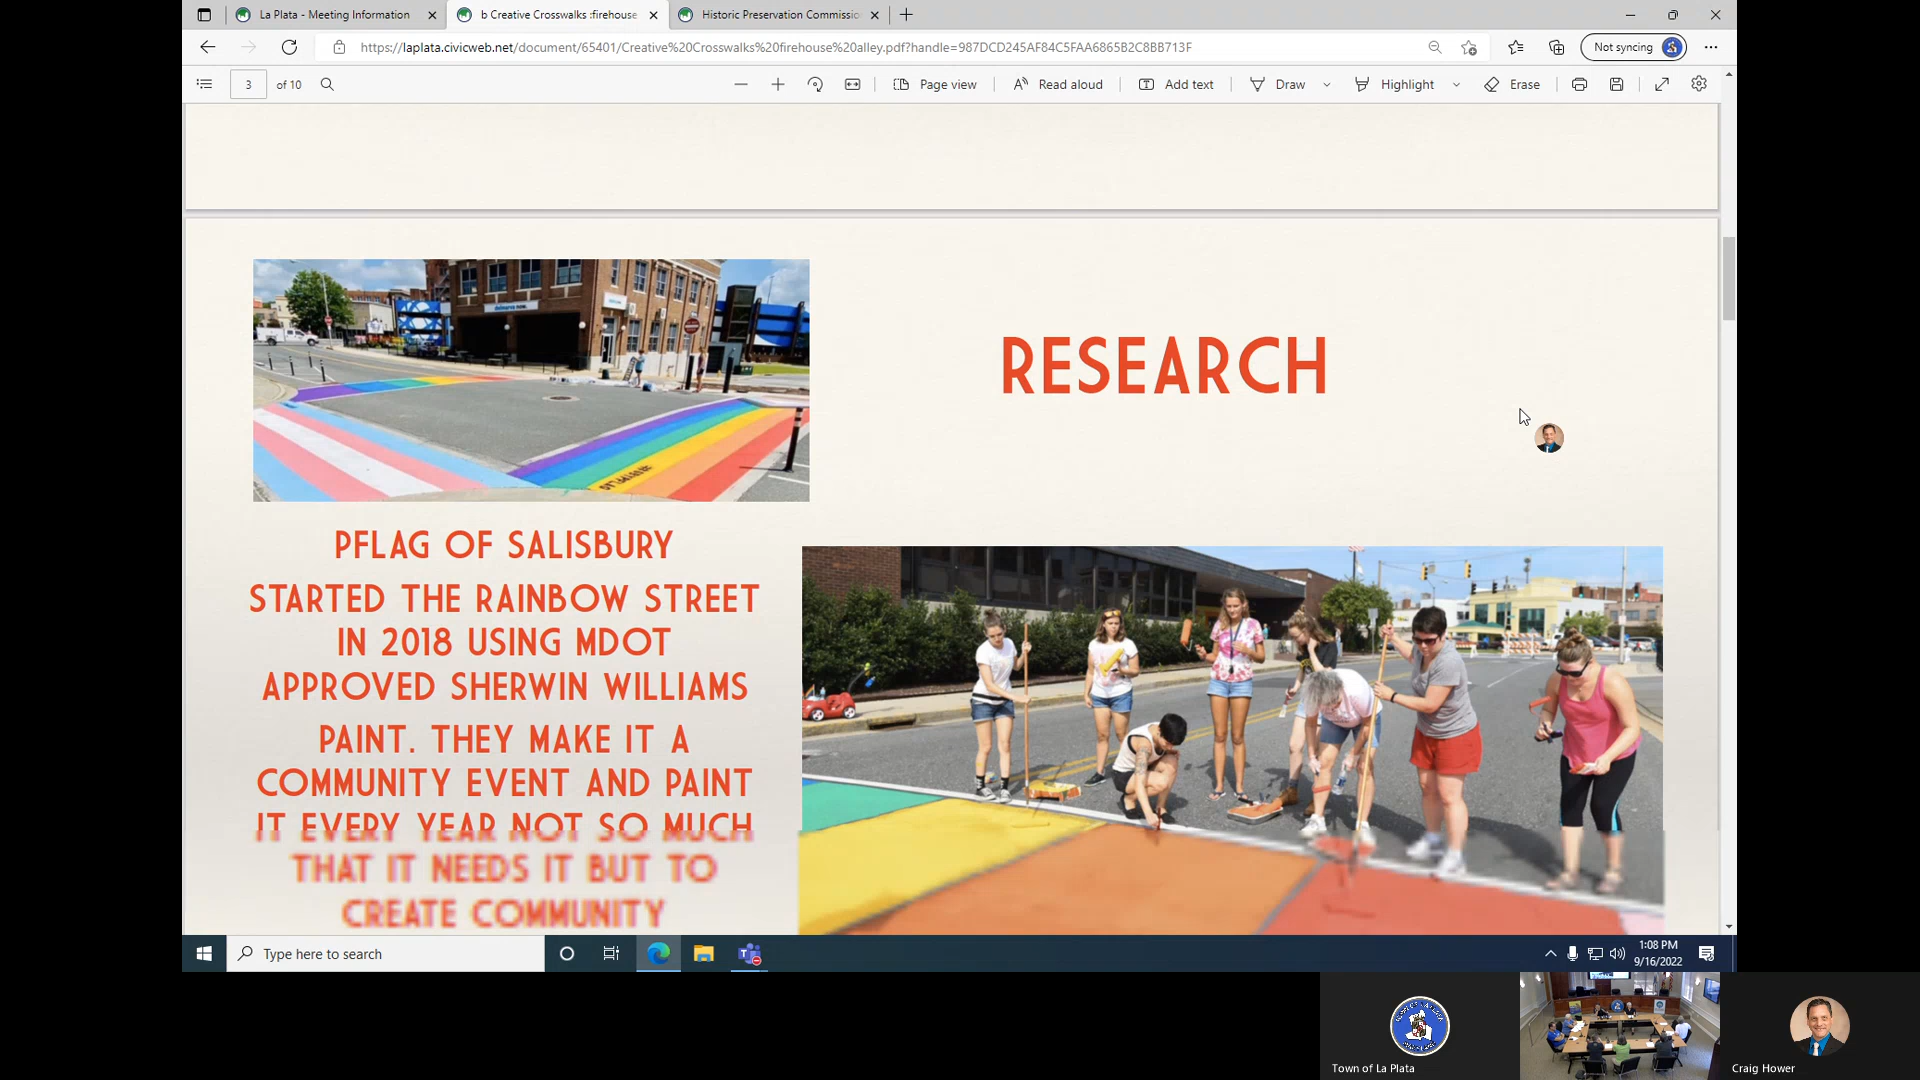 La Plata - Meeting Information
b Creative Crosswalks :firehouse
Historic Preservation Commissio
https://laplata.civicweb.net/document/65401/Creative%20Crosswalks%20firehouse%20alley.pdf?handle=987DCD245AF84C5FAA6865B2C8BB713F
Not syncing
3 of 10
Page view
Read aloud
Add text
Draw
Highlight
Erase
RESEARCH
PFLAG OF SALISBURY
STARTED THE RAINBOW STREET
IN 2018 USING MDOT
APPROVED SHERWIN WILLIAMS
PAINT. THEY MAKE IT A
COMMUNITY EVENT AND PAINT
IT EVERY YEAR NOT SO MUCH
THAT IT NEEDS IT BUT TO
CREATE COMMUNITY
Type here to search
1:08 PM
9/16/2022
Town of La Plata
Craig Hower